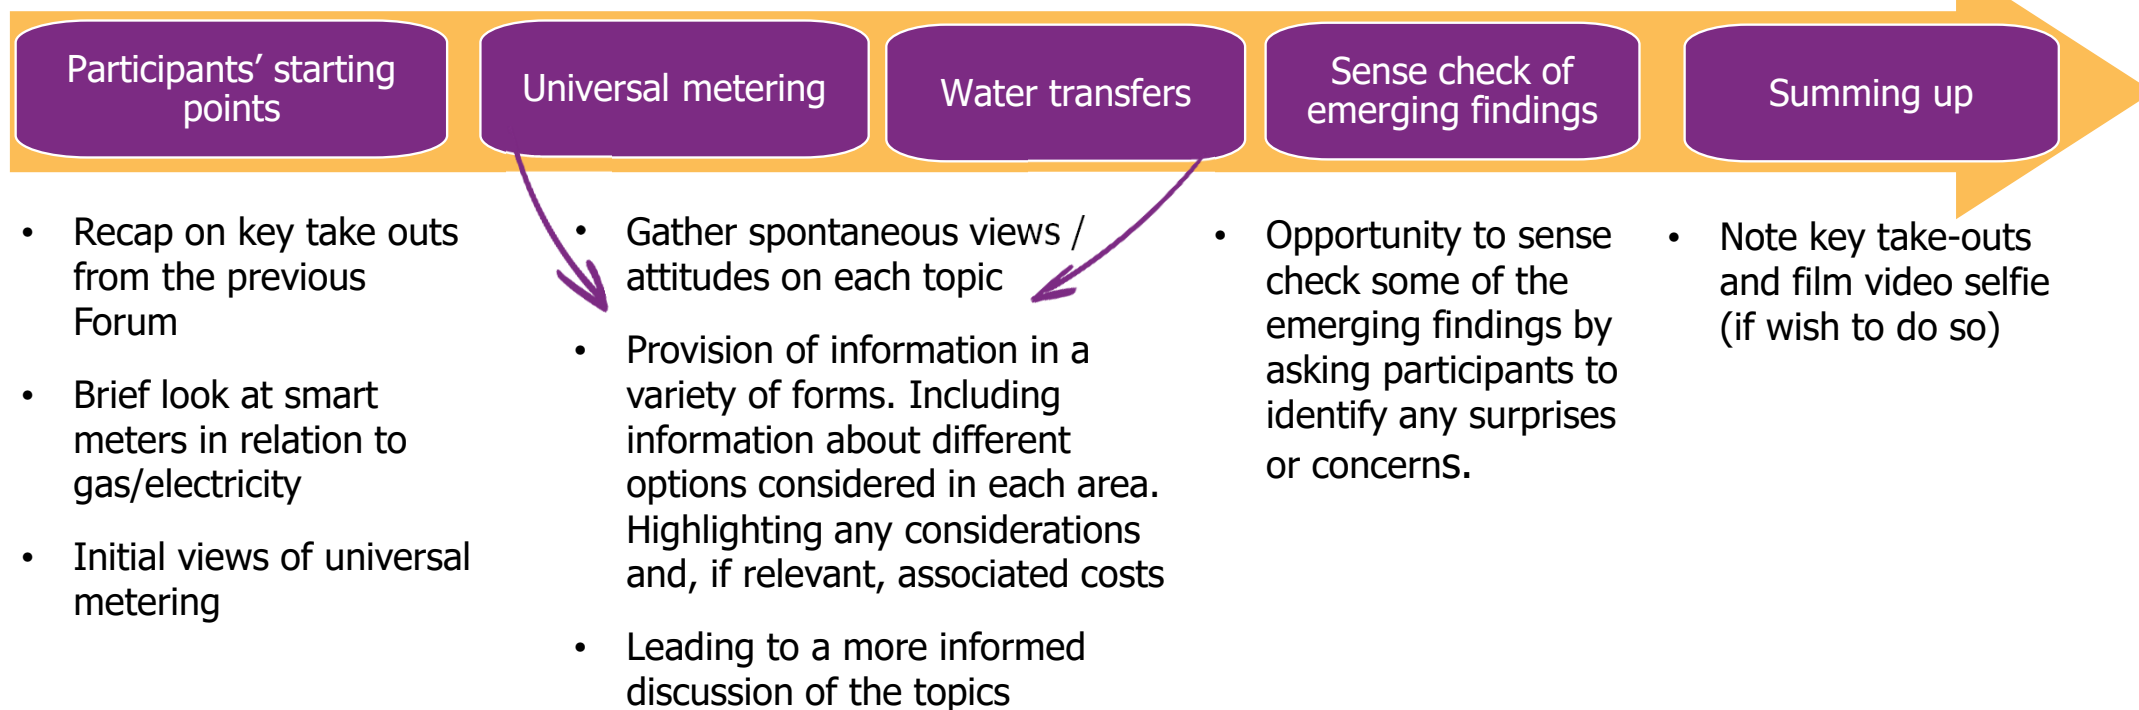 Participants' starting
points
Universal metering
Water transfers
Sense check of
emerging findings
Summing up
• Recap on key take outs
from the previous
Forum
• Brief look at smart
meters in relation to
gas/electricity
• Initial views of universal
metering
• Gather spontaneous views /
attitudes on each topic
• Provision of information in a
variety of forms. Including
information about different
options considered in each area.
Highlighting any considerations
and, if relevant, associated costs
• Leading to a more informed
discussion of the topics
• Opportunity to sense
check some of the
emerging findings by
asking participants to
identify any surprises
or concerns.
• Note key take-outs
and film video selfie
(if wish to do so)